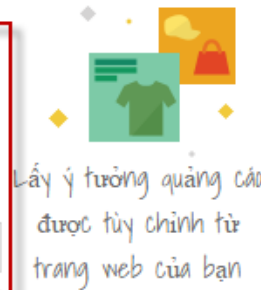 Lấy ý tưởng quảng cáo
được tùy chỉnh từ
trang web của bạn